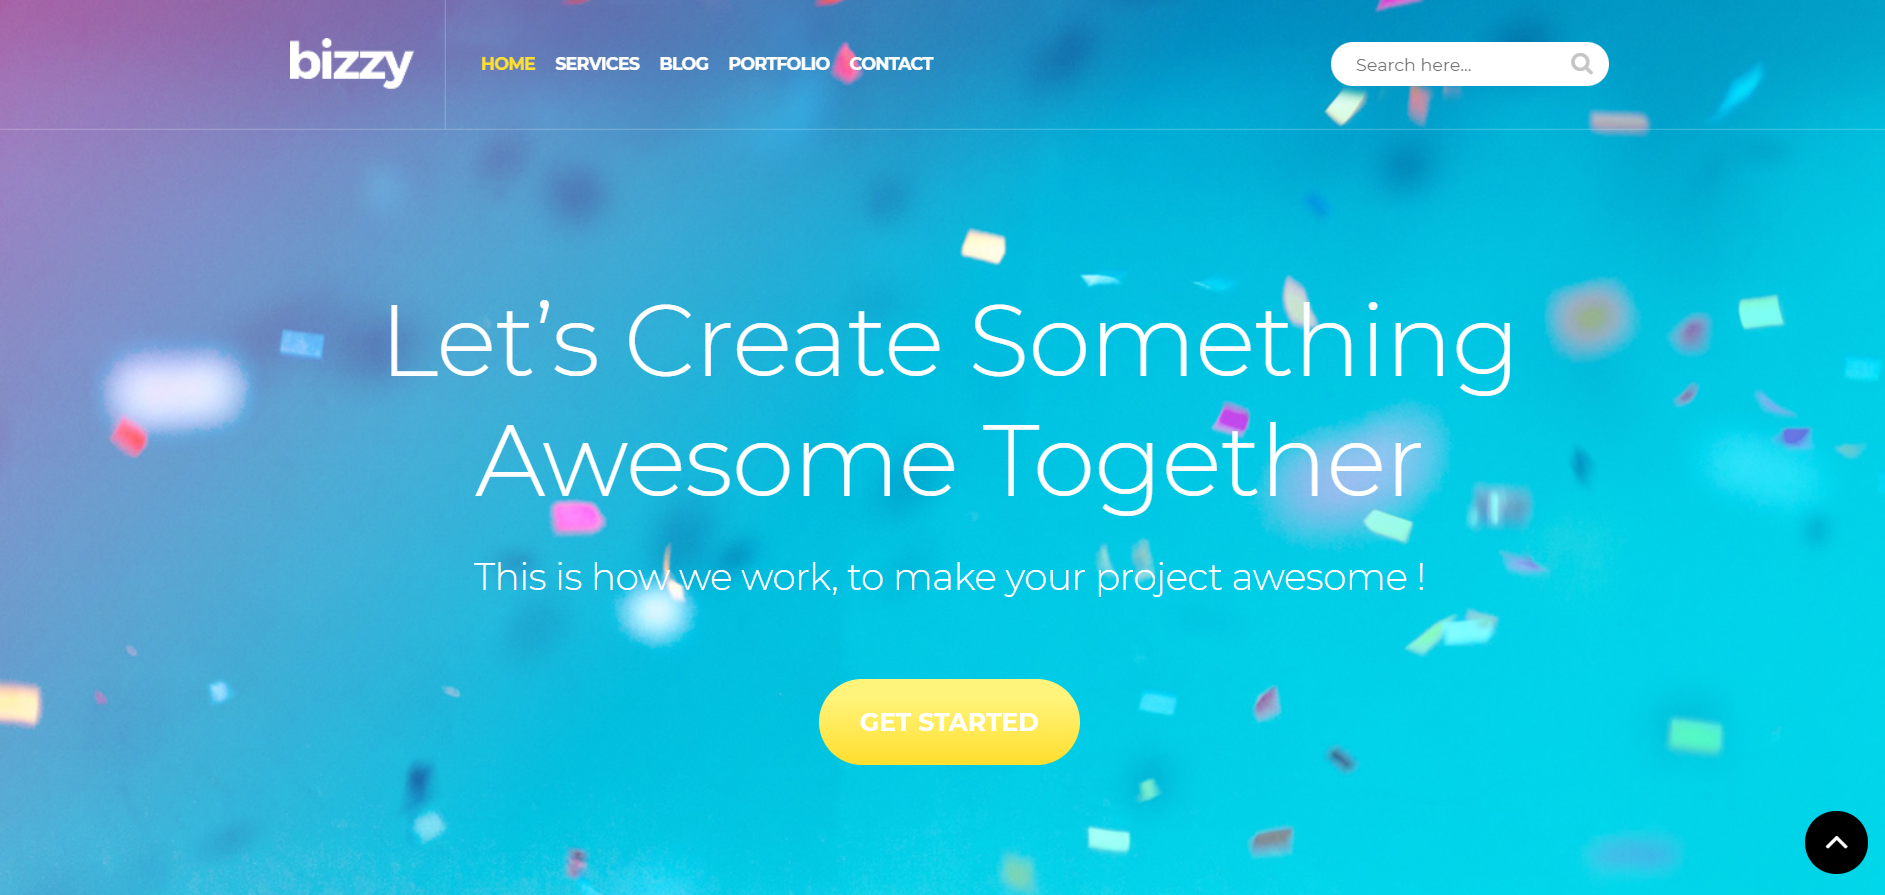 bizzy
HOME SERVICES BLOG PORTFOLIO CONTACT
Search here...
Let’s Create Something
Awesome Together
This is how we work, to make your project awesome !
GET STARTED